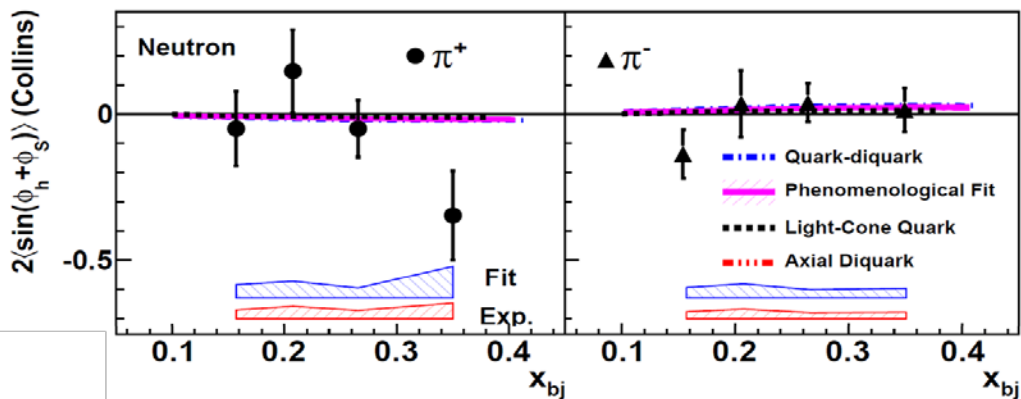 2⟨sin(ϕh+ϕS)⟩ (Collins)
Neutron
π+
π-
0
-0.5
Quark-diquark
Phenomenological Fit
Light-Cone Quark
Axial Diquark
Fit
Exp.
0.1 0.2 0.3 0.4 0.1 0.2 0.3 0.4
xbj xbj